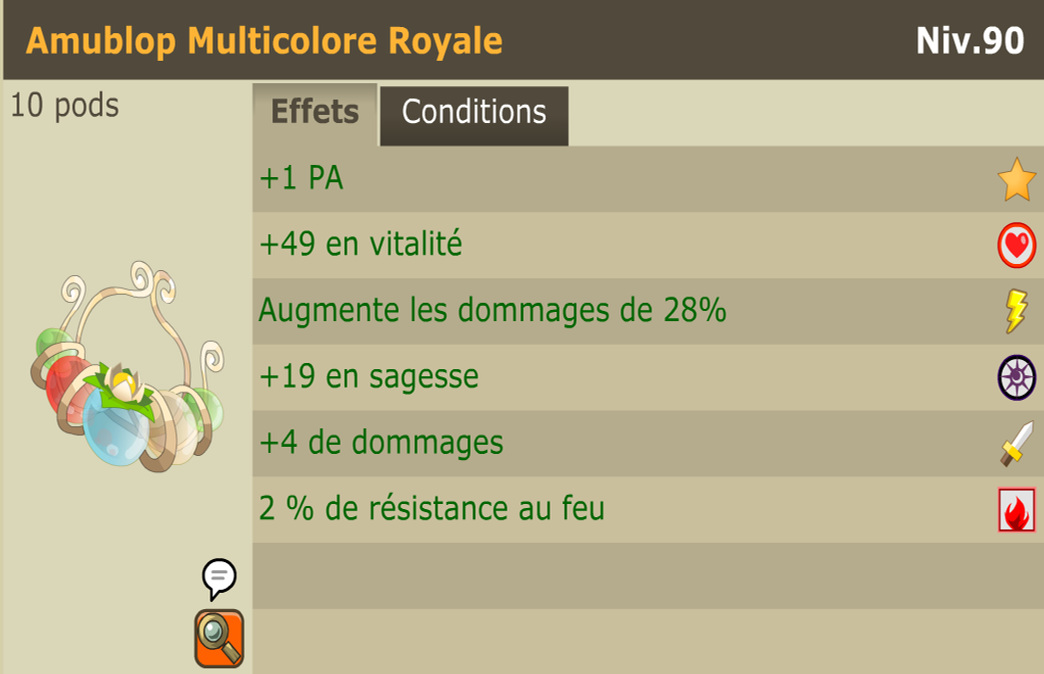 Amublop Multicolore Royale
Niv.90
10 pods
Effets
Conditions
+1 PA
+49 en vitalité
Augmente les dommages de 28%
+19 en sagesse
+4 de dommages
2 % de résistance au feu